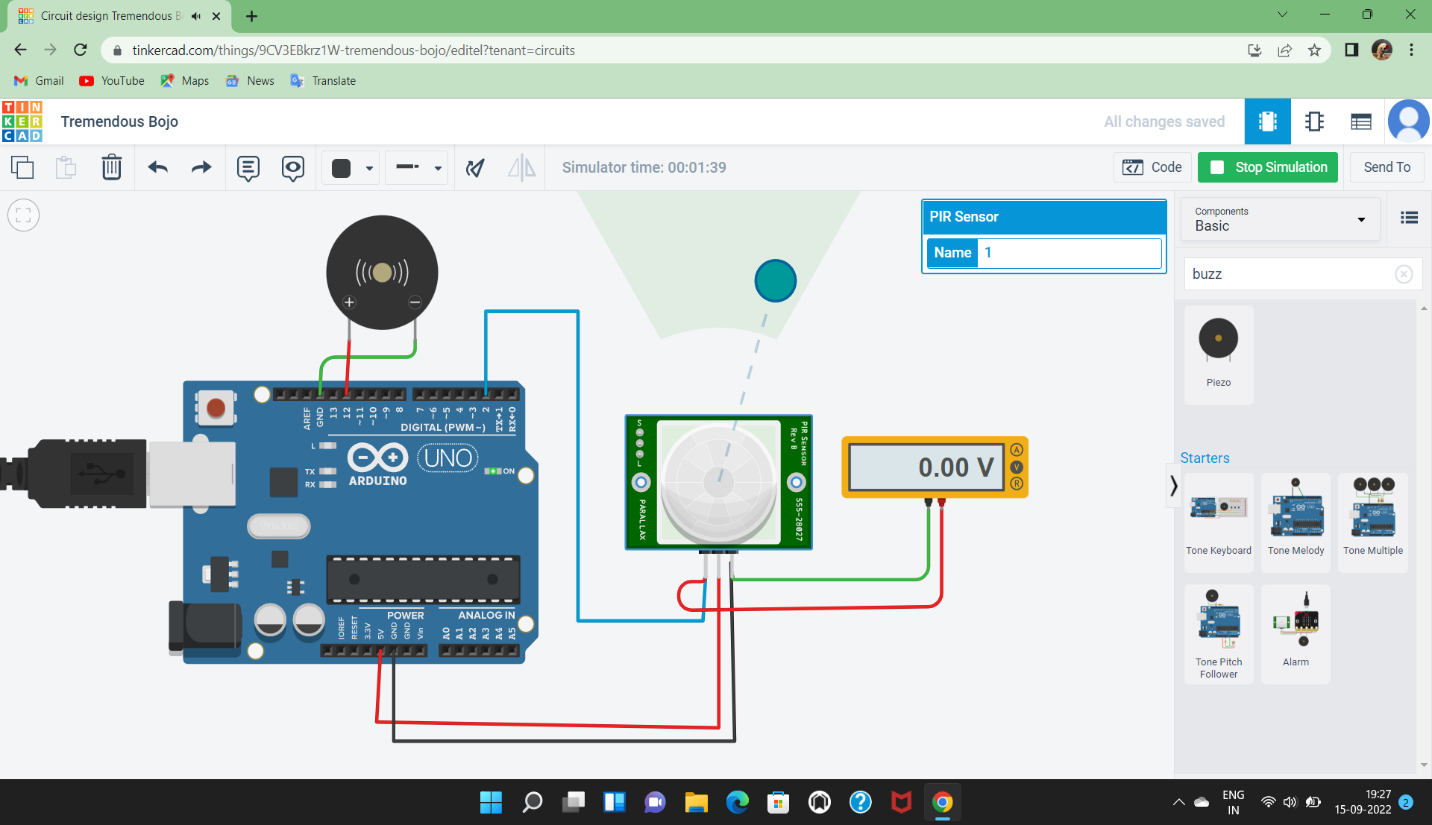 Circuit design Tremendous B
tinkercad.com/things/9CV3EBkrz1W-tremendous-bojo/editel?tenant=circuits
Gmail YouTube Maps News Translate
TIN
KER
CAD
Tremendous Bojo
All changes saved
Simulator time: 00:01:39
Code
Stop Simulation
Send To
PIR Sensor
Name 1
Components
Basic
buzz
Piezo
Starters
Tone Keyboard
Tone Melody
Tone Multiple
Tone Pitch
Follower
Alarm
+ −
AREF GND 13 12 ~11 ~10 ~9 8 7 ~6 ~5 4 ~3 2 TX→1 RX←0
DIGITAL (PWM~)
L
TX
RX
ARDUINO
UNO
ON
POWER
ANALOG IN
IOREF RESET 3.3V 5V GND GND Vin A0 A1 A2 A3 A4 A5
S
L
PIR SENSOR
REV B
PARALLAX
555-28027
0.00 V
A
V
R
ENG
IN
19:27
15-09-2022
2